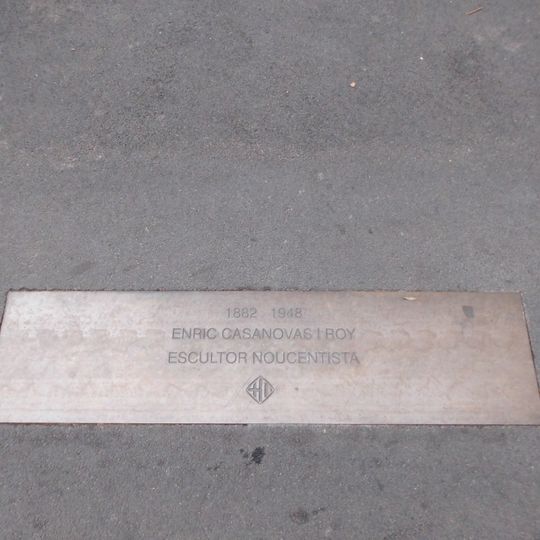 1882 1948
ENRIC CASANOVAS I ROY
ESCULTOR NOUCENTISTA